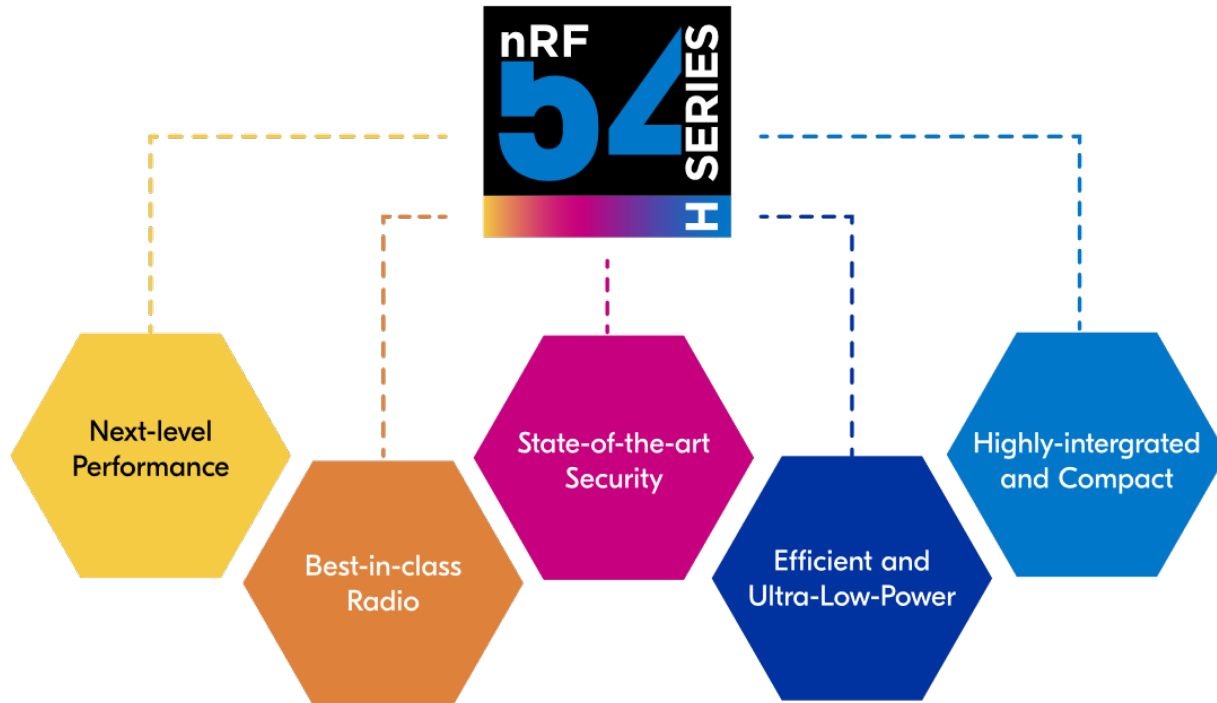 nRF
54
H SERIES
Next-level
Performance
Best-in-class
Radio
State-of-the-art
Security
Efficient and
Ultra-Low-Power
Highly-intergrated
and Compact